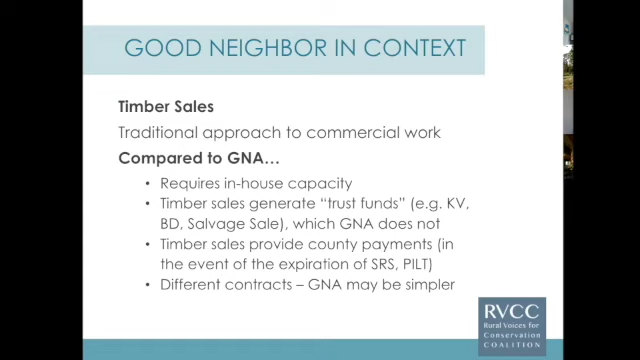 GOOD NEIGHBOR IN CONTEXT
Timber Sales
Traditional approach to commercial work
Compared to GNA…
• Requires in-house capacity
• Timber sales generate “trust funds” (e.g. KV,
BD, Salvage Sale), which GNA does not
• Timber sales provide county payments (in
the event of the expiration of SRS, PILT)
• Different contracts – GNA may be simpler
RVCC
Rural Voices for
Conservation
COALITION